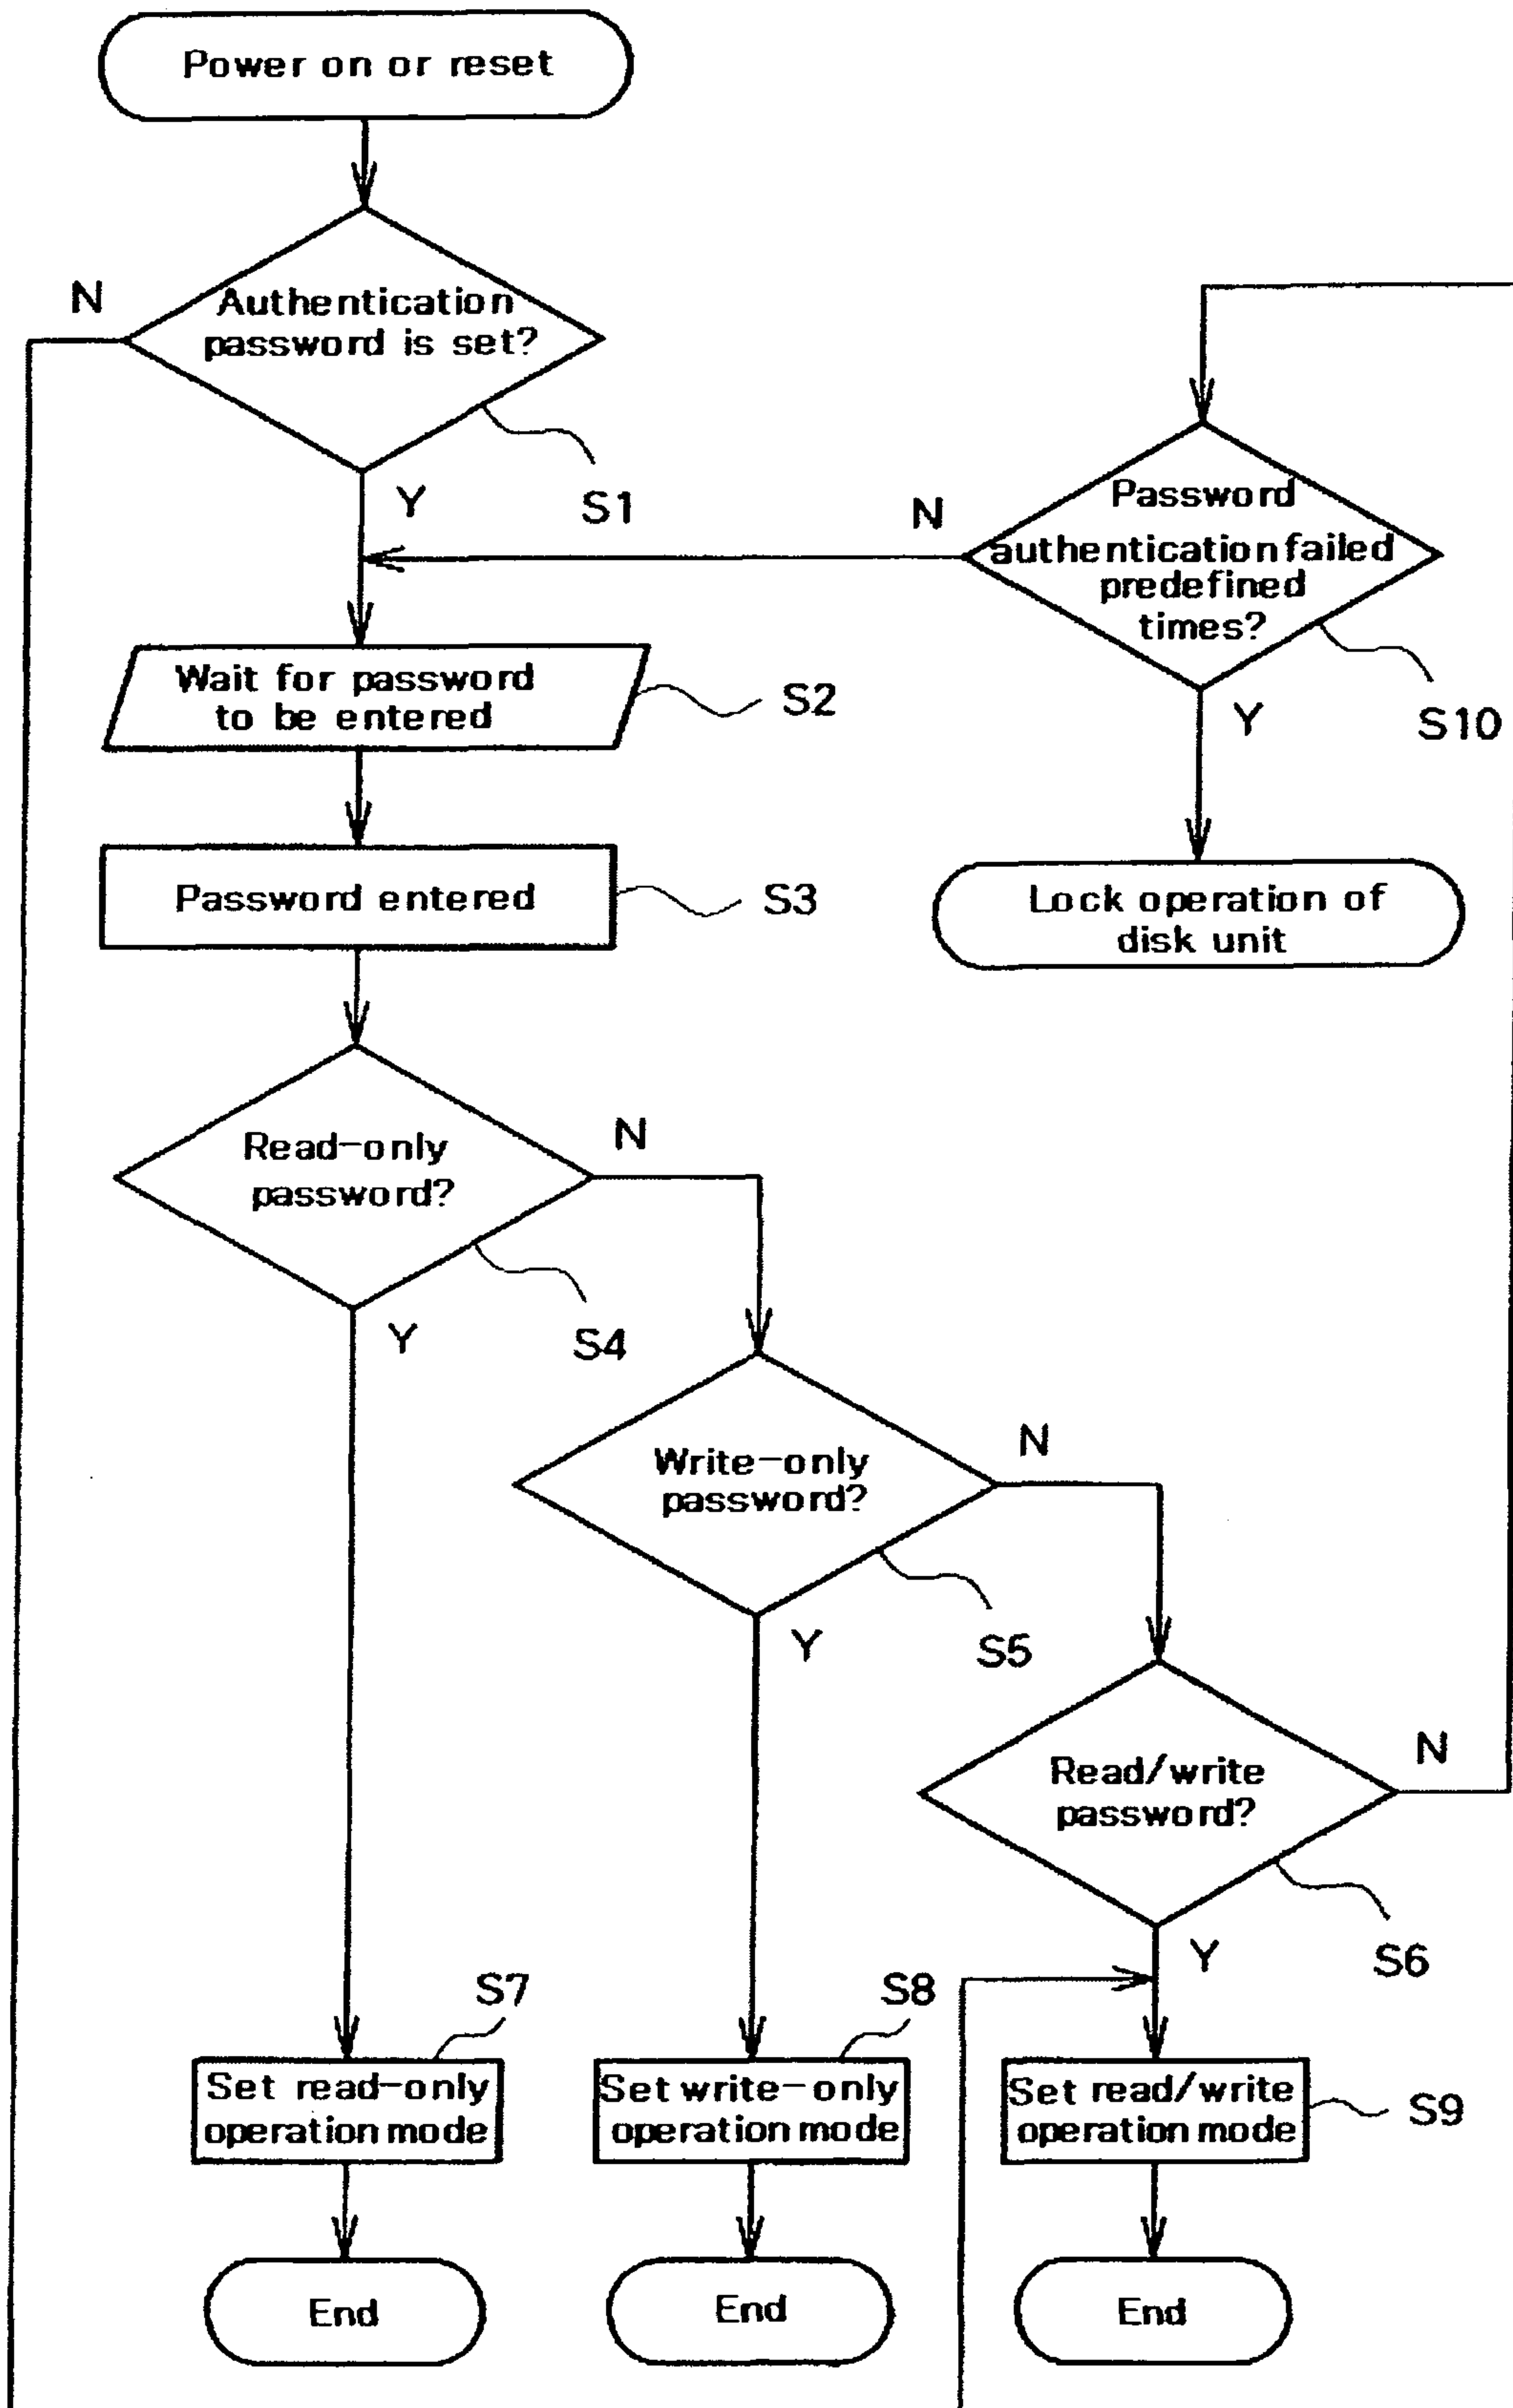 Power on or reset
N
Authentication
password is set?
Y
S1
N
Password
authentication failed
predefined
times?
Y
S10
Wait for password
to be entered
S2
Password entered
S3
Lock operation of
disk unit
Read-only
password?
N
Y
S4
Write-only
password?
N
Y
S5
Read/write
password?
N
Y
S6
S7
Set read-only
operation mode
S8
Set write-only
operation mode
Set read/write
operation mode
S9
End
End
End